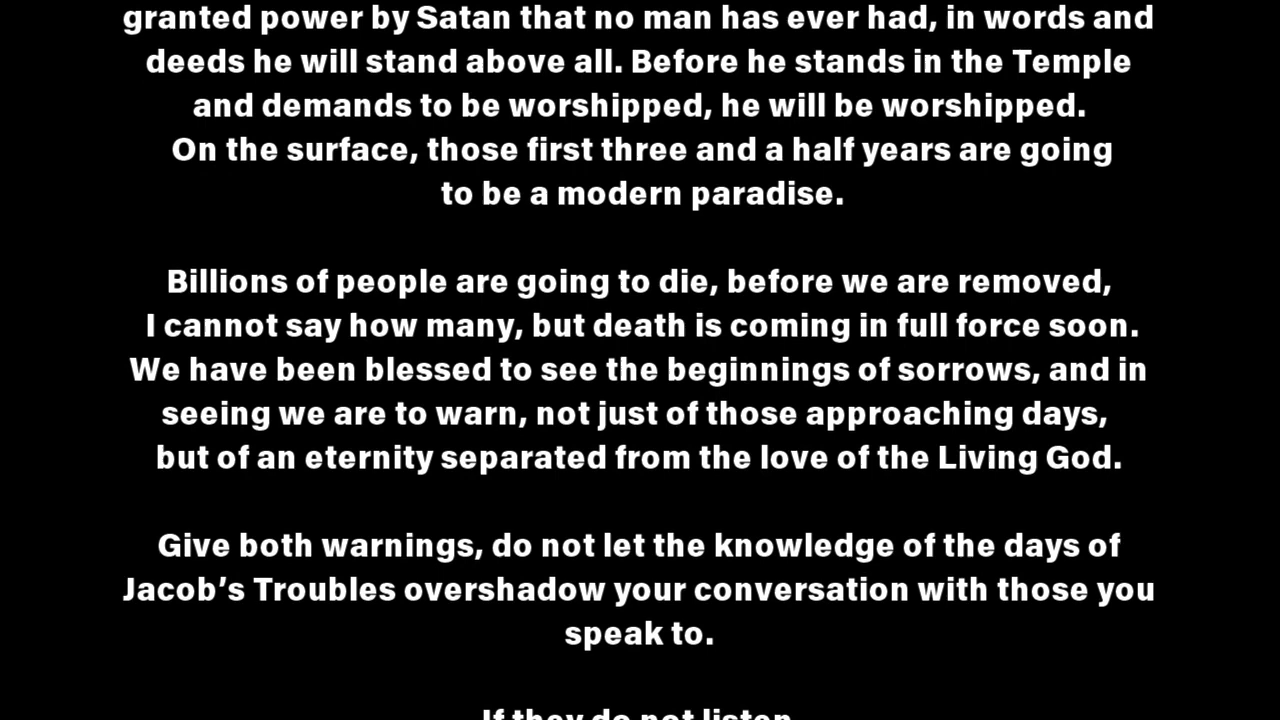 granted power by Satan that no man has ever had, in words and
deeds he will stand above all. Before he stands in the Temple
and demands to be worshipped, he will be worshipped.
On the surface, those first three and a half years are going
to be a modern paradise.
Billions of people are going to die, before we are removed,
I cannot say how many, but death is coming in full force soon.
We have been blessed to see the beginnings of sorrows, and in
seeing we are to warn, not just of those approaching days,
but of an eternity separated from the love of the Living God.
Give both warnings, do not let the knowledge of the days of
Jacob’s Troubles overshadow your conversation with those you
speak to.
If they do not listen